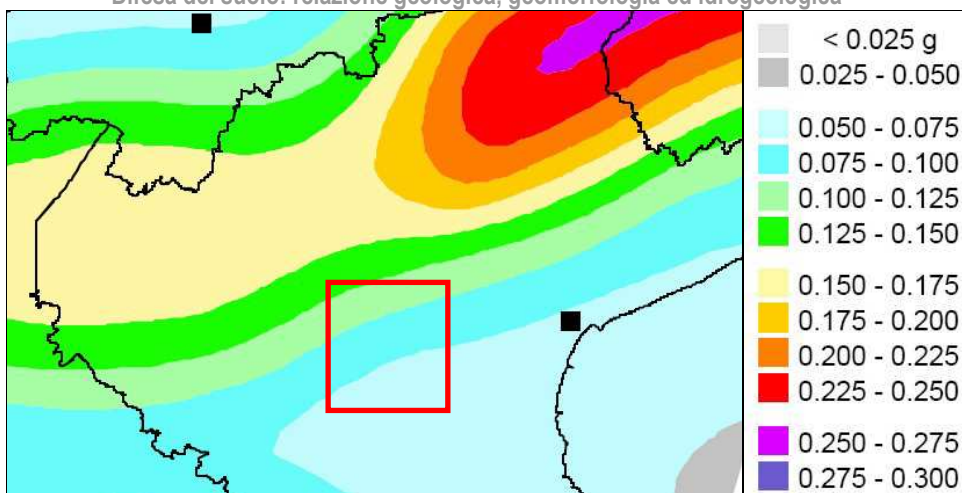 Difesa del suolo: relazione geologica, geomorfologia ed idrogeologica
< 0.025 g
0.025 - 0.050
0.050 - 0.075
0.075 - 0.100
0.100 - 0.125
0.125 - 0.150
0.150 - 0.175
0.175 - 0.200
0.200 - 0.225
0.225 - 0.250
0.250 - 0.275
0.275 - 0.300